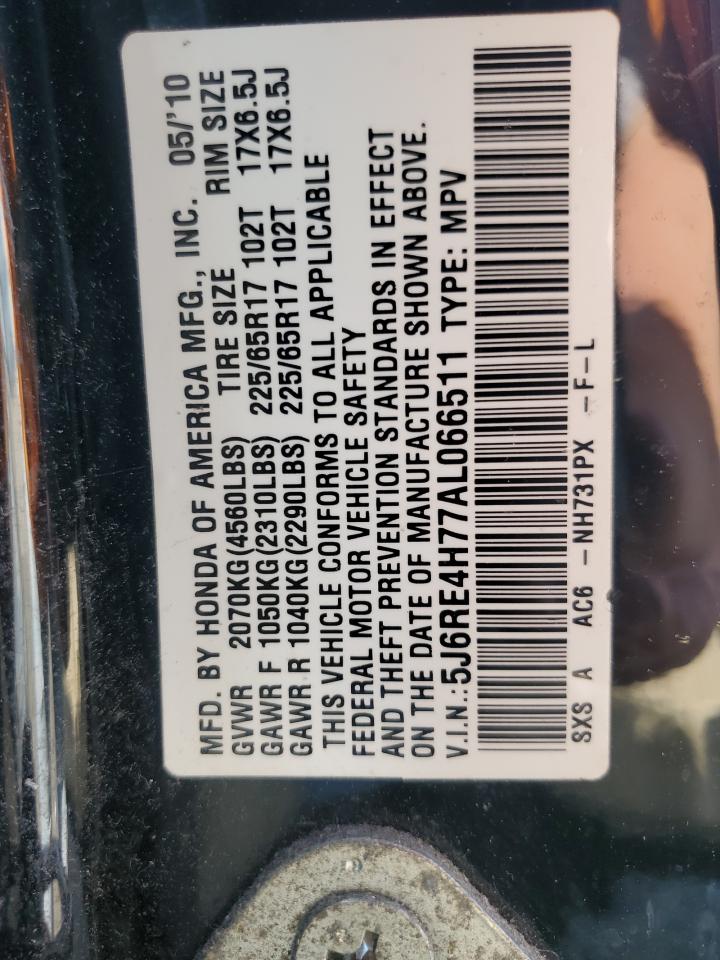 MFD. BY HONDA OF AMERICA MFG., INC. 05/'10
GVWR 2070KG(4560LBS) TIRE SIZE RIM SIZE
GAWR F 1050KG(2310LBS) 225/65R17 102T 17X6.5J
GAWR R 1040KG(2290LBS) 225/65R17 102T 17X6.5J
THIS VEHICLE CONFORMS TO ALL APPLICABLE
FEDERAL MOTOR VEHICLE SAFETY
AND THEFT PREVENTION STANDARDS IN EFFECT
ON THE DATE OF MANUFACTURE SHOWN ABOVE.
V.I.N.:5J6RE4H77AL066511 TYPE: MPV
SXS A AC6 -NH731PX -F-L